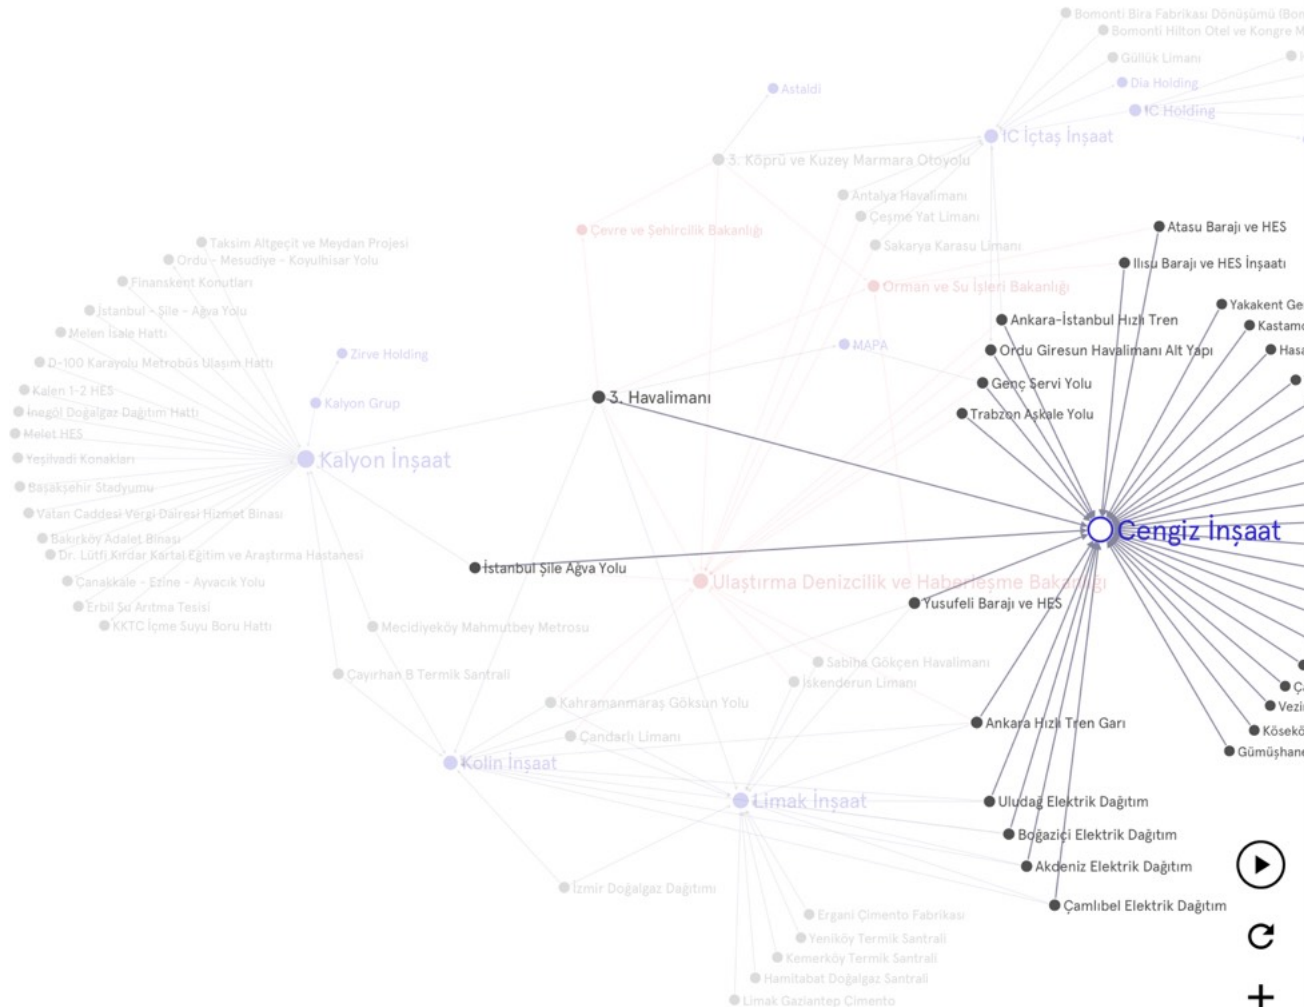 Bomonti Bira Fabrikası Dönüşümü (Bom
Bomonti Hilton Otel ve Kongre M
Güllük Limanı
Dia Holding
Astaldi
IC Holding
IC İçtaş İnşaat
3. Köprü ve Kuzey Marmara Otoyolu
Antalya Havalimanı
Çeşme Yat Limanı
Çevre ve Şehircilik Bakanlığı
Atasu Barajı ve HES
Taksim Altgeçit ve Meydan Projesi
Sakarya Karasu Limanı
Ordu - Mesudiye - Koyulhisar Yolu
Ilısu Barajı ve HES İnşaatı
Finanskent Konutları
Orman ve Su İşleri Bakanlığı
Yakakent Ge
İstanbul - Şile - Ağva Yolu
Ankara-İstanbul Hızlı Tren
Kastamo
Melen İsale Hattı
MAPA
Ordu Giresun Havalimanı Alt Yapı
Hasa
Zirve Holding
D-100 Karayolu Metrobüs Ulaşım Hattı
Genç Servi Yolu
Kalen 1-2 HES
3. Havalimanı
Kalyon Grup
İnegöl Doğalgaz Dağıtım Hattı
Trabzon Aşkale Yolu
Melet HES
Yeşilvadi Konakları
Kalyon İnşaat
Başakşehir Stadyumu
Vatan Caddesi Vergi Dairesi Hizmet Binası
Cengiz İnşaat
Bakırköy Adalet Binası
Dr. Lütfi Kırdar Kartal Eğitim ve Araştırma Hastanesi
İstanbul Şile Ağva Yolu
Çanakkale - Ezine - Ayvacık Yolu
Ulaştırma Denizcilik ve Haberleşme Bakanlığı
Yusufeli Barajı ve HES
Erbil Su Arıtma Tesisi
KKTC İçme Suyu Boru Hattı
Mecidiyeköy Mahmutbey Metrosu
Sabiha Gökçen Havalimanı
Çayırhan B Termik Santrali
İskenderun Limanı
Ça
Kahramanmaraş Göksun Yolu
Vezi
Ankara Hızlı Tren Garı
Kösekö
Çandarlı Limanı
Gümüşhane
Kolin İnşaat
Limak İnşaat
Uludağ Elektrik Dağıtım
Boğaziçi Elektrik Dağıtım
Akdeniz Elektrik Dağıtım
İzmir Doğalgaz Dağıtımı
Çamlıbel Elektrik Dağıtım
Ergani Çimento Fabrikası
Yeniköy Termik Santrali
Kemerköy Termik Santrali
Hamitabat Doğalgaz Santrali
Limak Gaziantep Cimento